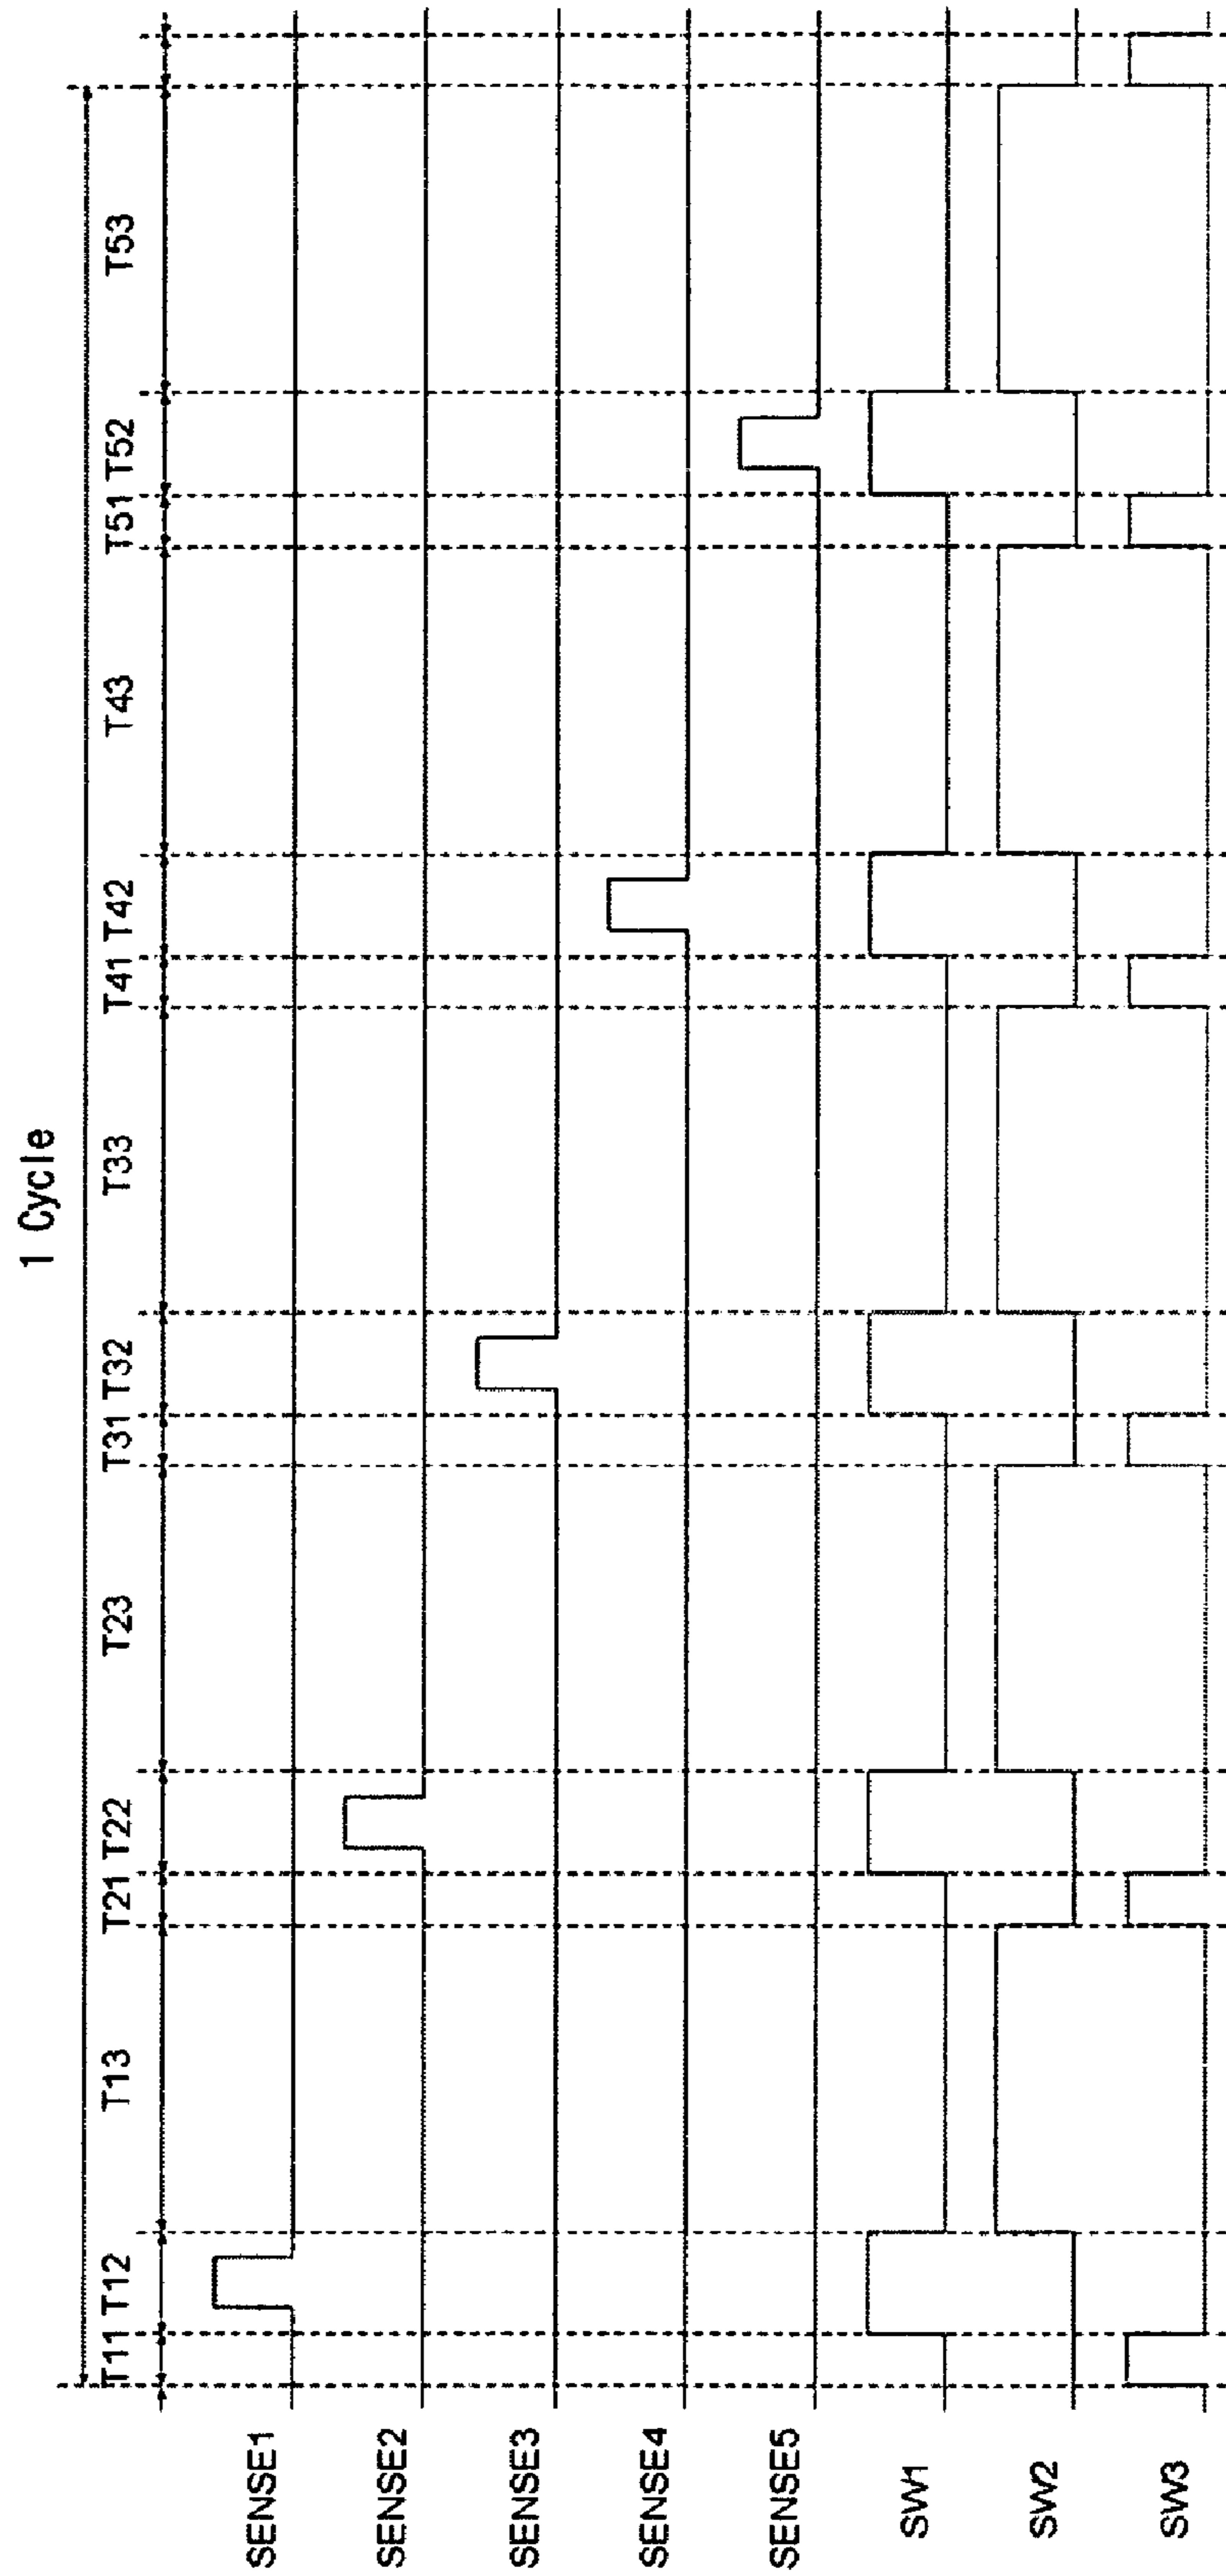 1 Cycle
T11 T12 T13 T21 T22 T23 T31 T32 T33 T41 T42 T43 T51 T52 T53
SENSE1
SENSE2
SENSE3
SENSE4
SENSE5
SW1
SW2
SW3